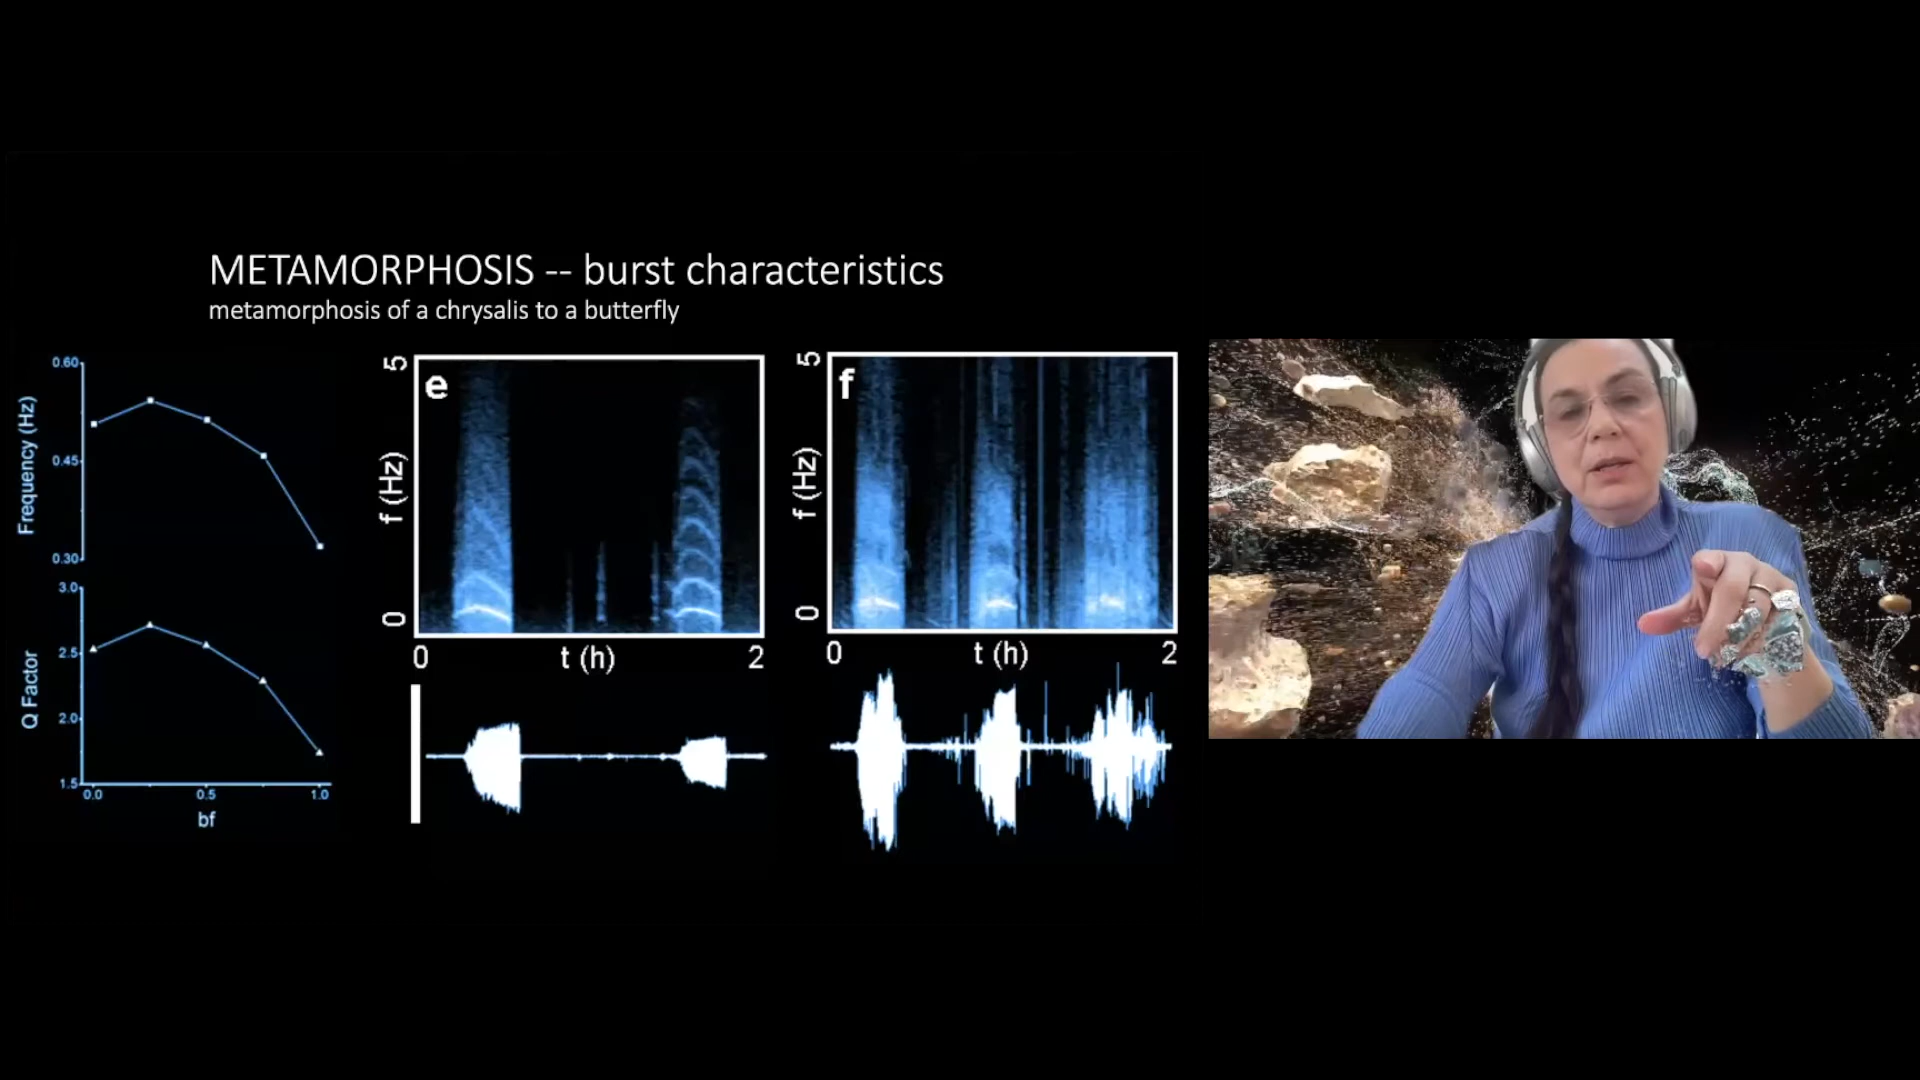 METAMORPHOSIS -- burst characteristics
metamorphosis of a chrysalis to a butterfly
Frequency (Hz)
0.60
0.45
0.30
Q Factor
3.0
2.5
2.0
1.5
0.0 0.5 1.0
bf
e
f (Hz)
5
0
0 t (h) 2
f
f (Hz)
5
0
0 t (h) 2